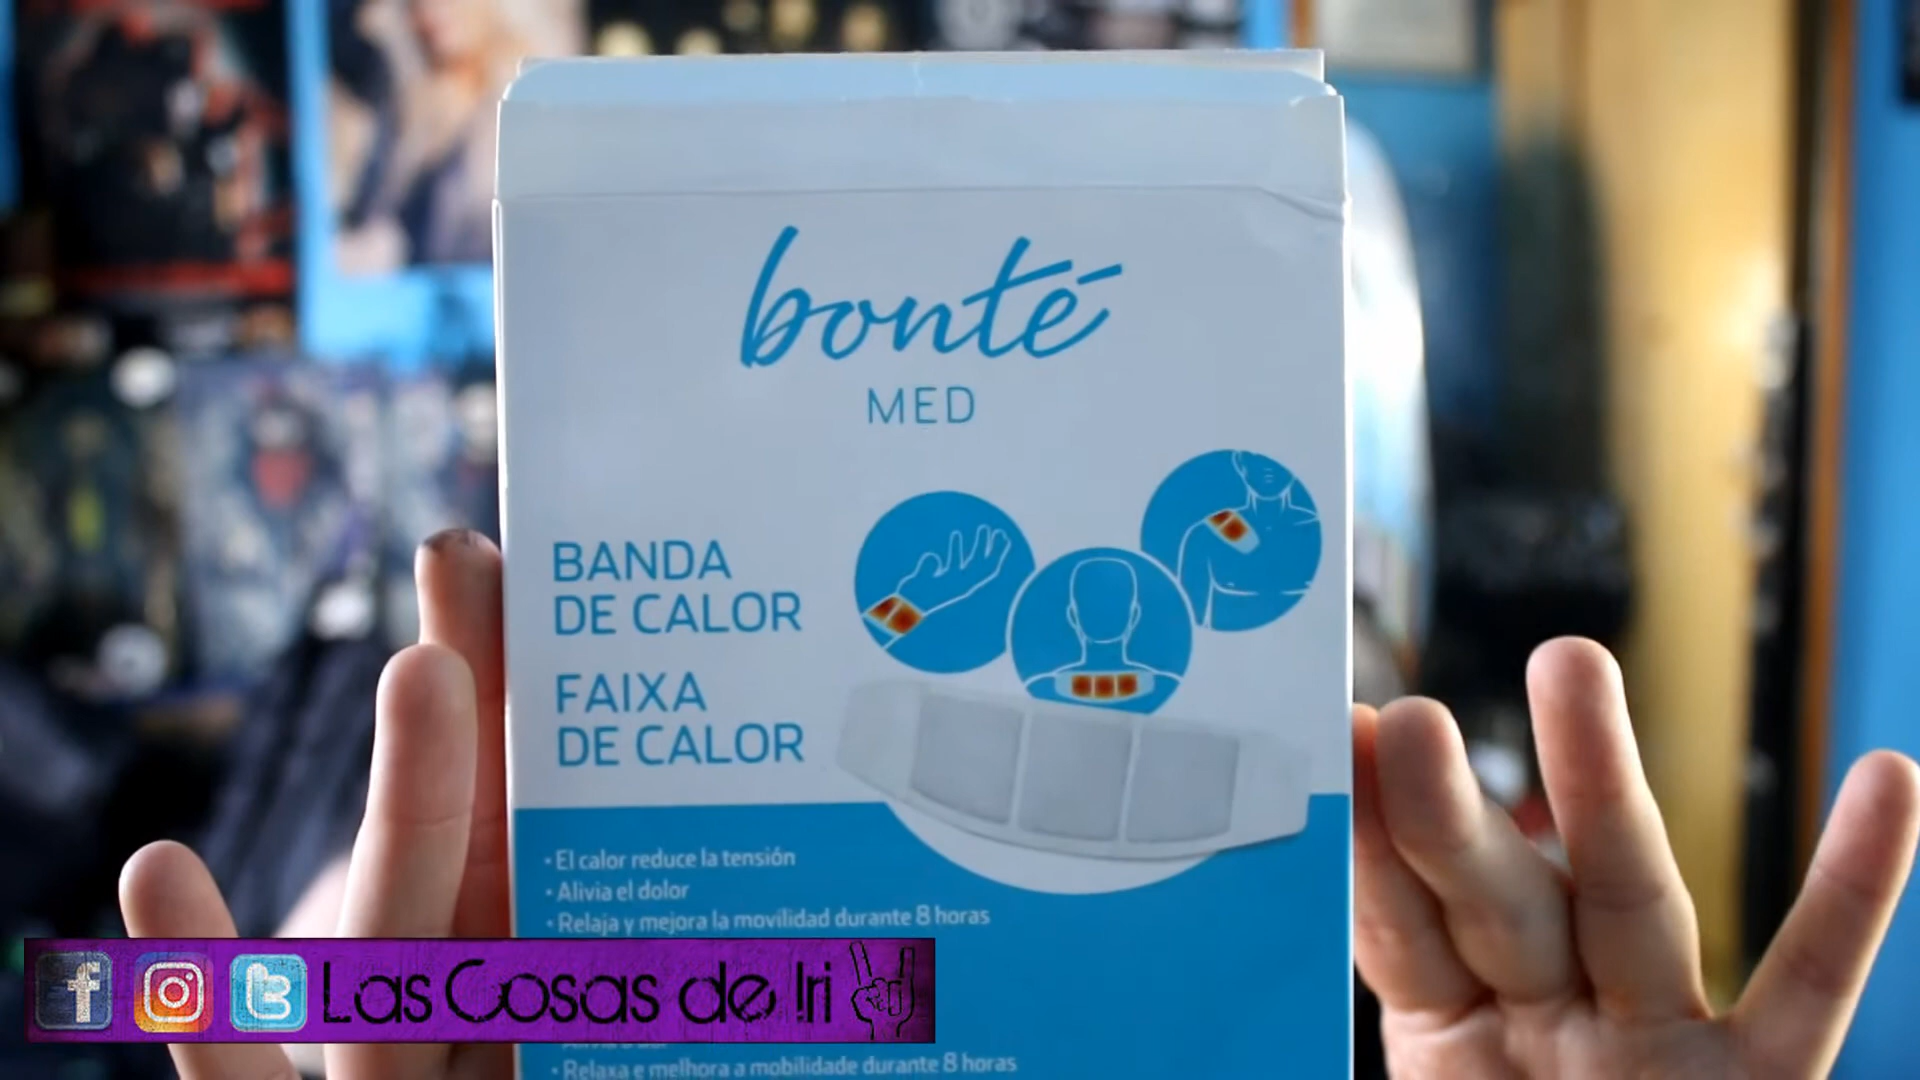 bonté
MED
BANDA
DE CALOR
FAIXA
DE CALOR
• El calor reduce la tensión
• Alivia el dolor
• Relaja y mejora la movilidad durante 8 horas
Las Cosas de Iri
• Relaxa e melhora a mobilidade durante 8 horas